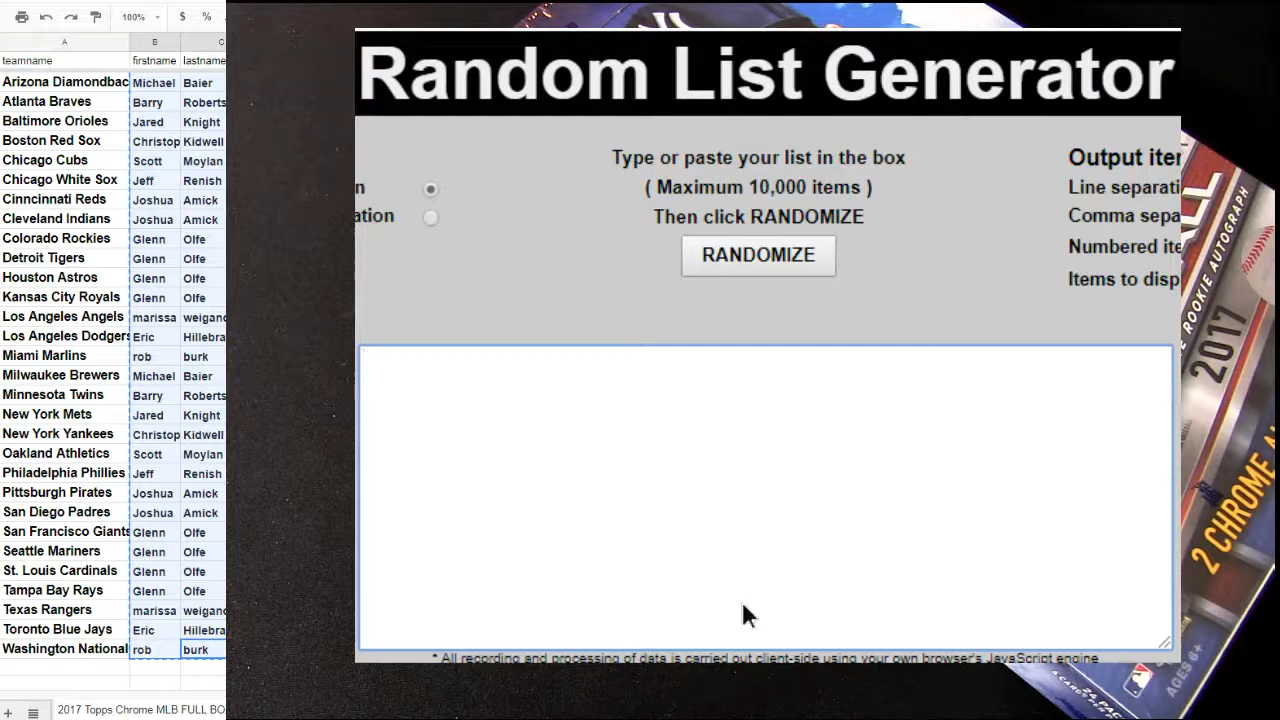 100%
$
%
A
B
C
teamname firstname lastname
Arizona Diamondbac Michael Baier
Atlanta Braves Barry Roberts
Baltimore Orioles Jared Knight
Boston Red Sox Christop Kidwell
Chicago Cubs Scott Moylan
Chicago White Sox Jeff Renish
Cinncinnati Reds Joshua Amick
Cleveland Indians Joshua Amick
Colorado Rockies Glenn Olfe
Detroit Tigers Glenn Olfe
Houston Astros Glenn Olfe
Kansas City Royals Glenn Olfe
Los Angeles Angels marissa weigand
Los Angeles Dodgers Eric Hillebra
Miami Marlins rob burk
Milwaukee Brewers Michael Baier
Minnesota Twins Barry Roberts
New York Mets Jared Knight
New York Yankees Christop Kidwell
Oakland Athletics Scott Moylan
Philadelphia Phillies Jeff Renish
Pittsburgh Pirates Joshua Amick
San Diego Padres Joshua Amick
San Francisco Giants Glenn Olfe
Seattle Mariners Glenn Olfe
St. Louis Cardinals Glenn Olfe
Tampa Bay Rays Glenn Olfe
Texas Rangers marissa weigand
Toronto Blue Jays Eric Hillebra
Washington National rob burk
2017 Topps Chrome MLB FULL BO
Random List Generator
n
ation
Type or paste your list in the box
( Maximum 10,000 items )
Then click RANDOMIZE
RANDOMIZE
Output iter
Line separati
Comma sepa
Numbered ite
Items to disp
* All recording and processing of data is carried out client-side using your own browser's JavaScript engine
ROOKIE AUTOGRAPH
2017
2 CHROME A
AGES 6+